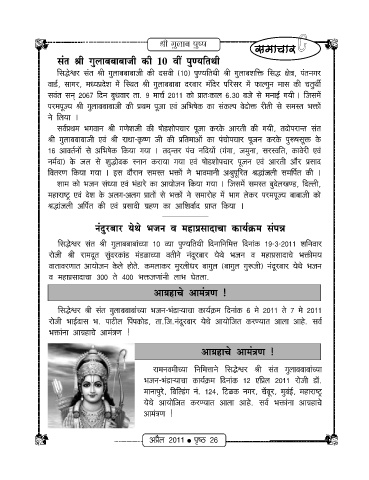 श्री गुलाब पुष्प
समाचार
संत श्री गुलाबबाबाजी की 10 वीं पुण्यतिथी
सिद्धेश्वर संत श्री गुलाबबाबाजी की दसवी (10) पुण्यतिथी श्री गुलाबशक्ति सिद्ध क्षेत्र, पंतनगर
वार्ड, सागर, मध्यप्रदेश में स्थित श्री गुलाबबाबा दरबार मंदिर परिसर में फाल्गुन मास की चतुर्थी
सवंत सन् 2067 दिन बुधवार ता. 9 मार्च 2011 को प्रातःकाल 6.30 बजे से मनाई गयी । जिसमें
परमपूज्य श्री गुलाबबाबाजी की प्रथम पूजा एवं अभिषेक का संकल्प वेदोक्त रीती से समस्त भक्तो
ने लिया ।
सर्वप्रथम भगवान श्री गणेशजी की षोडशोपचार पूजा करके आरती की गयी, तदोपरान्त संत
श्री गुलाबबाबाजी एवं श्री राधा-कृष्ण जी की प्रतिमाओं का पंचोपचार पूजन करके पुरुषसुक्त के
16 आवर्तनों से अभिषेक किया गया । तद्नन्तर पंच नदियों (गंगा, जमुना, सरस्वति, कावेरी एवं
नर्मदा) के जल से शुद्धोदक स्नान कराया गया एवं षोडशोपचार पूजन एवं आरती और प्रसाद
वितरण किया गया । इस दौरान समस्त भक्तो ने भावमानी अश्रुपूरित श्रद्धांजली समर्पित की ।
शाम को भजन संध्या एवं भंडारे का आयोजन किया गया । जिसमें समस्त बुंदेलखण्ड, दिल्ली,
महाराष्ट्र एवं देश के अलग-अलग प्रातों से भक्तो ने समारोह में भाग लेकर परमपूज्य बाबाजी को
श्रद्धांजली अर्पित की एवं प्रसादी ग्रहण का आशिर्वाद प्राप्त किया ।
नंदुरबार येथे भजन व महाप्रसादाचा कार्यक्रम संपन्न
सिद्धेश्वर संत श्री गुलाबबाबांच्या 10 व्या पुण्यतिथी दिनानिमित्त दिनांक 19-3-2011 शनिवार
रोजी श्री रामदूत सुंदरकांड मंडळाच्या वतीने नंदूरबार येथे भजन व महाप्रसादाचे भक्तीमय
वातावरणात आयोजन केले होते. कमलाकर मुरलीधर बागुल (बागुल गुरुजी) नंदूरबार येथे भजन
व महाप्रसादाचा 300 ते 400 भक्तजणांनी लाभ घेतला.
आग्रहाचे आमंत्रण !
सिद्धेश्वर श्री संत गुलाबबाबांच्या भजन-भंडाऱ्याचा कार्यक्रम दिनांक 6 मे 2011 ते 7 मे 2011
रोजी भाईदास भ. पाटील पिंपकोड, ता.जि.नंदूरबार येथे आयोजित करण्यात आला आहे. सर्व
भक्तांना आग्रहाचे आमंत्रण !
आग्रहाचे आमंत्रण !
रामनवमीच्या निमित्ताने सिद्धेश्वर श्री संत गुलाबबाबांच्या
भजन-भंडाऱ्याचा कार्यक्रम दिनांक 12 एप्रिल 2011 रोजी डॉ.
मानापुरे, बिल्डिंग नं. 124, टिळक नगर, चेंबूर, मुंबई, महाराष्ट्र
येथे आयोजित करण्यात आला आहे. सर्व भक्तांना आग्रहाचे
आमंत्रण !
अप्रैल 2011 ● पृष्ठ 26